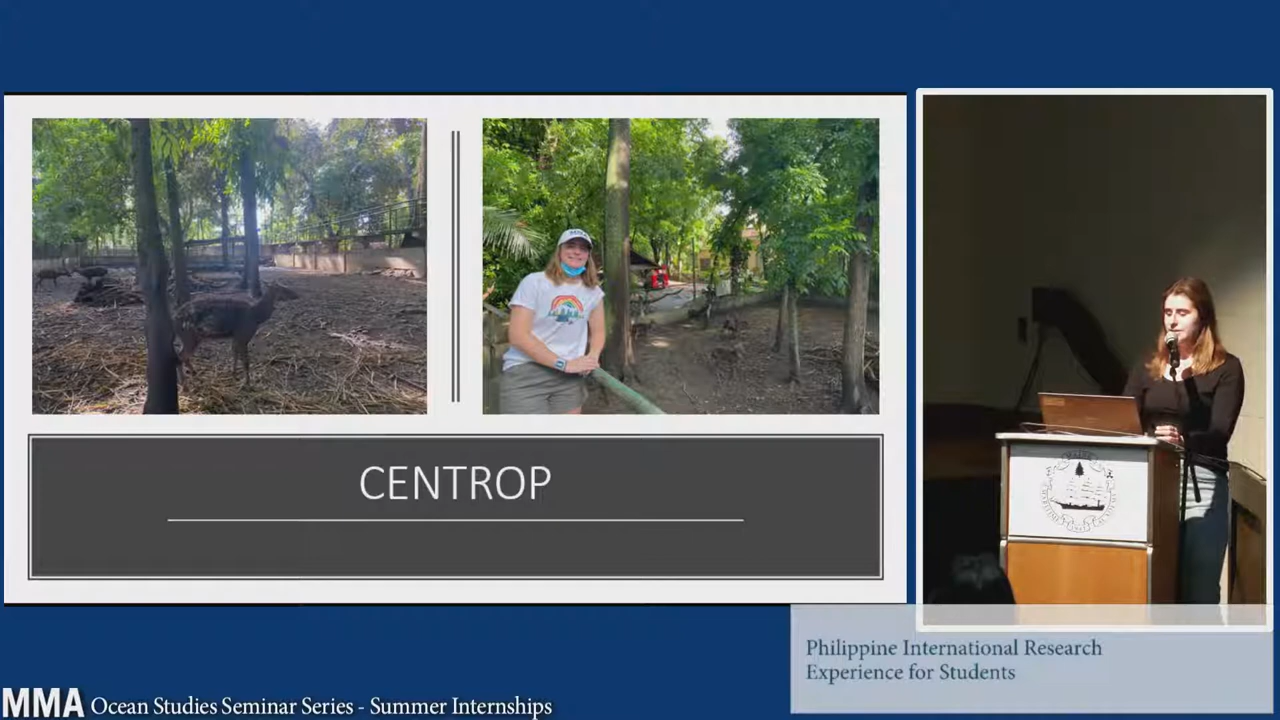 CENTROP
Philippine International Research
Experience for Students
MMA Ocean Studies Seminar Series - Summer Internships